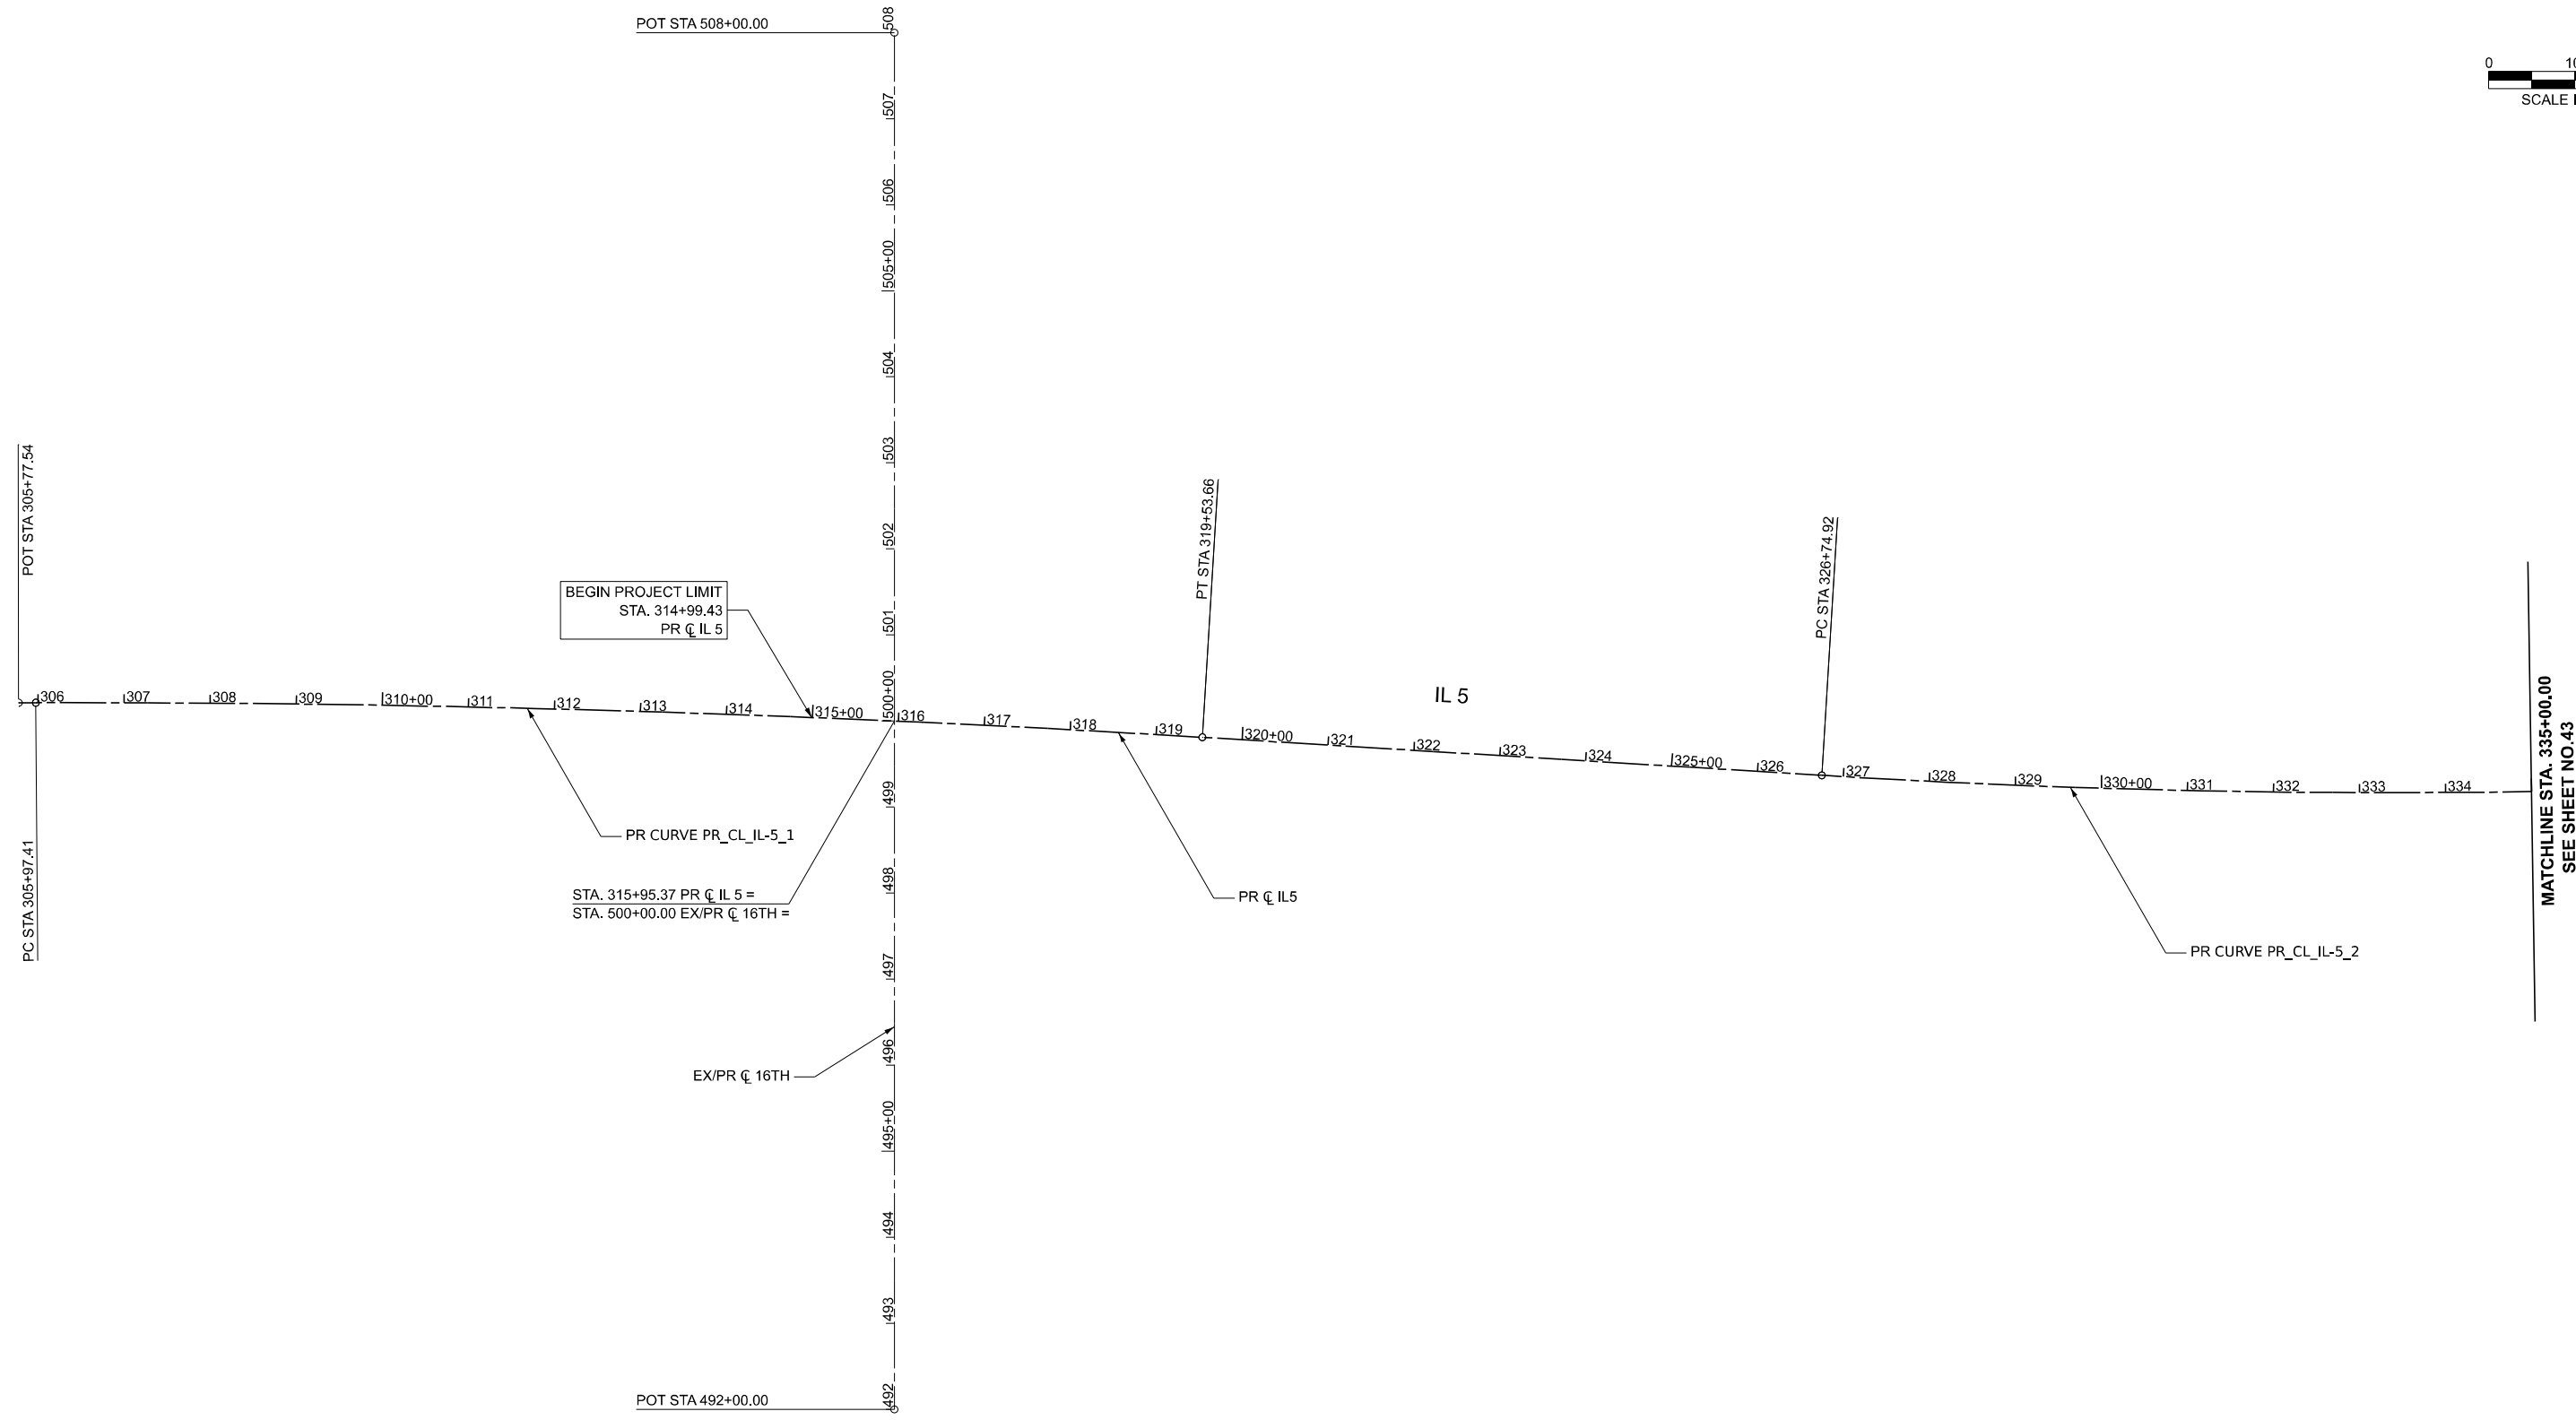 POT STA 508+00.00
508
0
SCALE
507
506
505+00
504
503
502
501
500+00
POT STA 305+77.54
PT STA 319+53.66
PC STA 326+74.92
BEGIN PROJECT LIMIT
STA. 314+99.43
PR ℄ IL 5
IL 5
306
307
308
309
310+00
311
312
313
314
315+00
316
317
318
319
320+00
321
322
323
324
325+00
326
327
328
329
330+00
331
332
333
334
MATCHLINE STA. 335+00.00
SEE SHEET NO.43
PC STA 305+97.41
PR CURVE PR_CL_IL-5_1
STA. 315+95.37 PR ℄ IL 5 =
STA. 500+00.00 EX/PR ℄ 16TH =
PR ℄ IL5
PR CURVE PR_CL_IL-5_2
499
498
497
496
EX/PR ℄ 16TH
495+00
494
493
492
POT STA 492+00.00